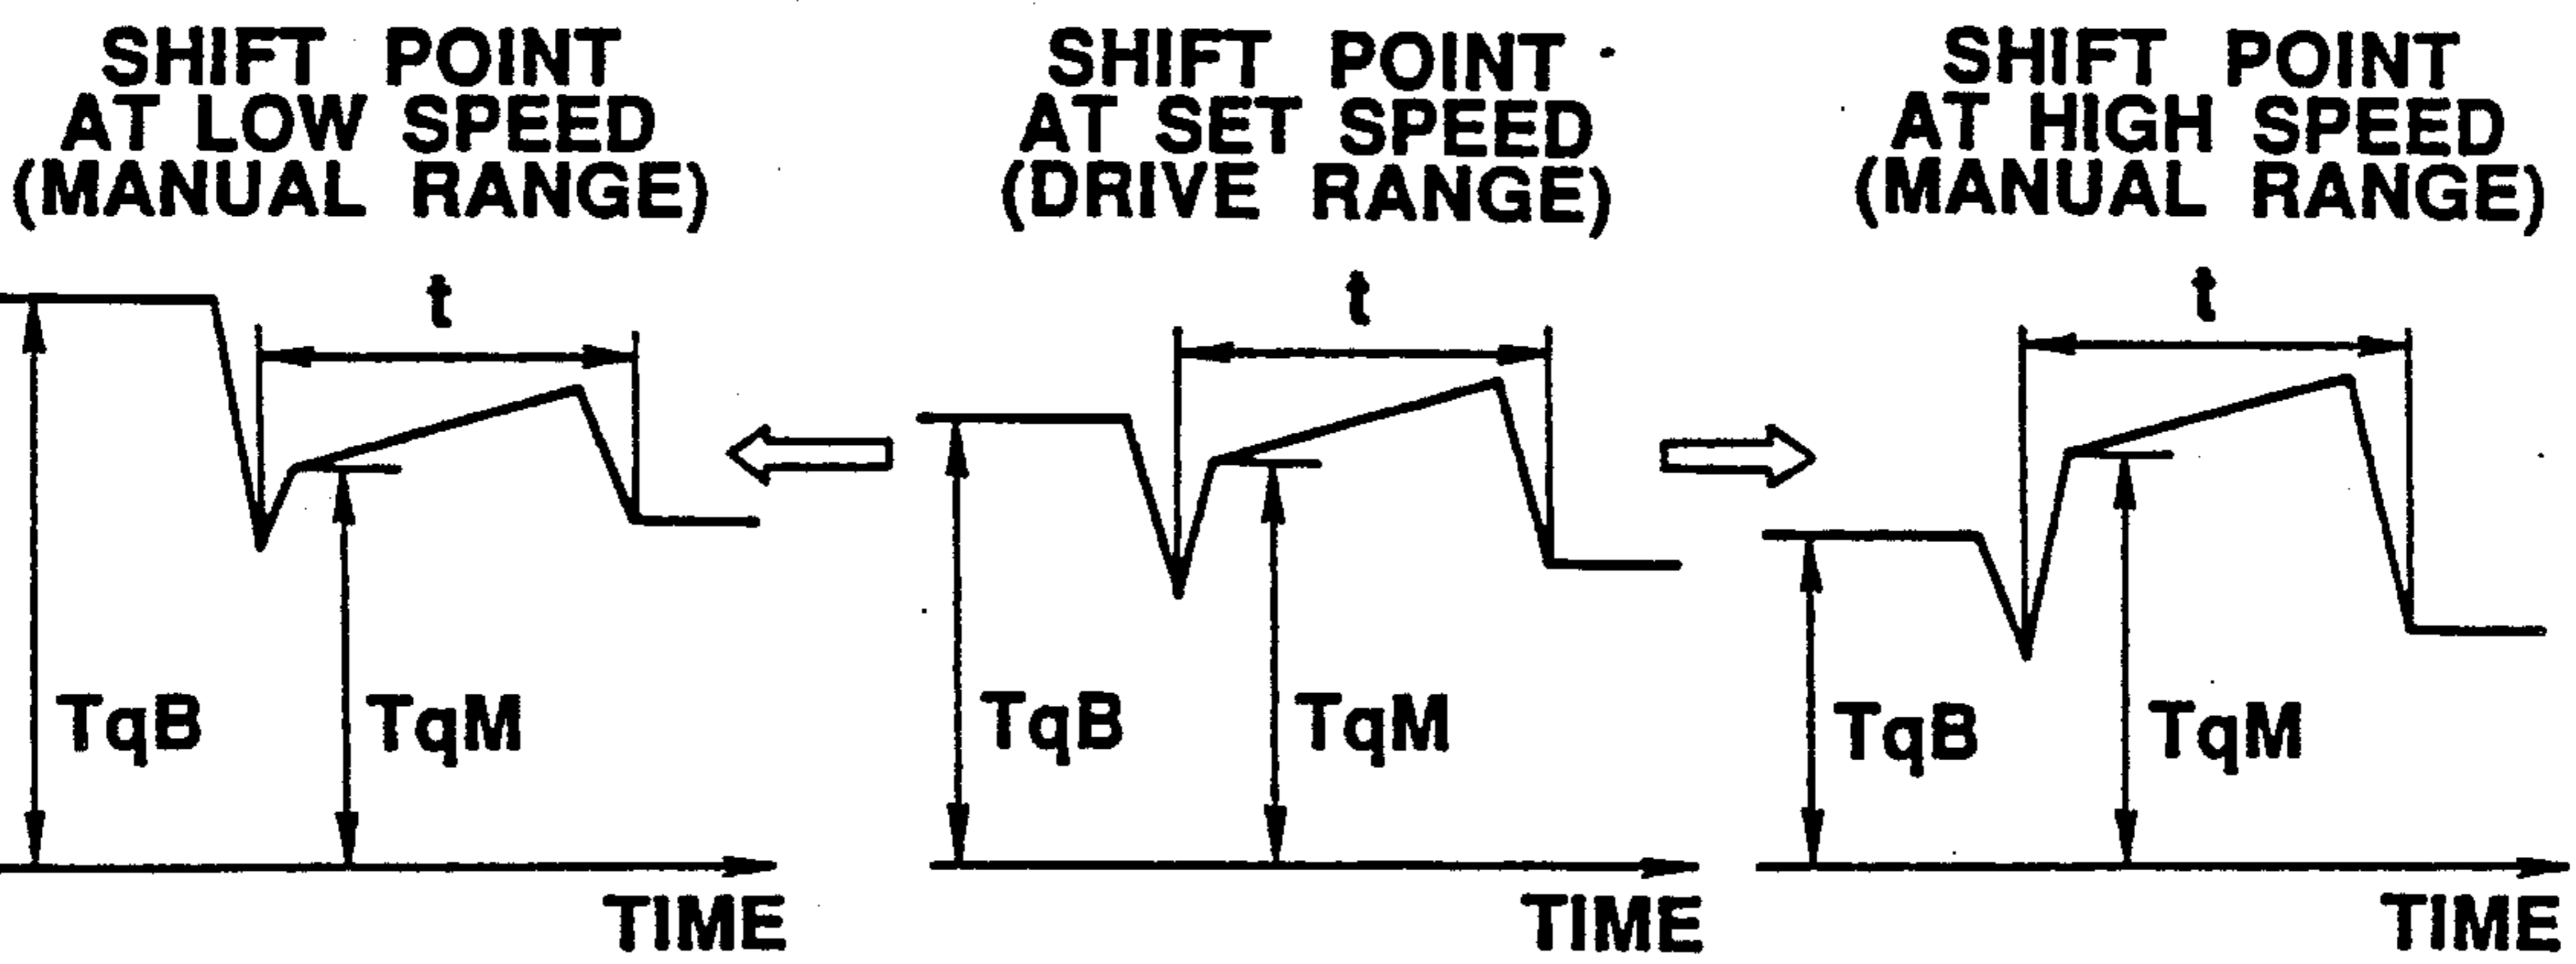 SHIFT POINT
AT LOW SPEED
(MANUAL RANGE)
t
TqB
TqM
TIME
SHIFT POINT
AT SET SPEED
(DRIVE RANGE)
t
TqB
TqM
TIME
SHIFT POINT
AT HIGH SPEED
(MANUAL RANGE)
t
TqB
TqM
TIME